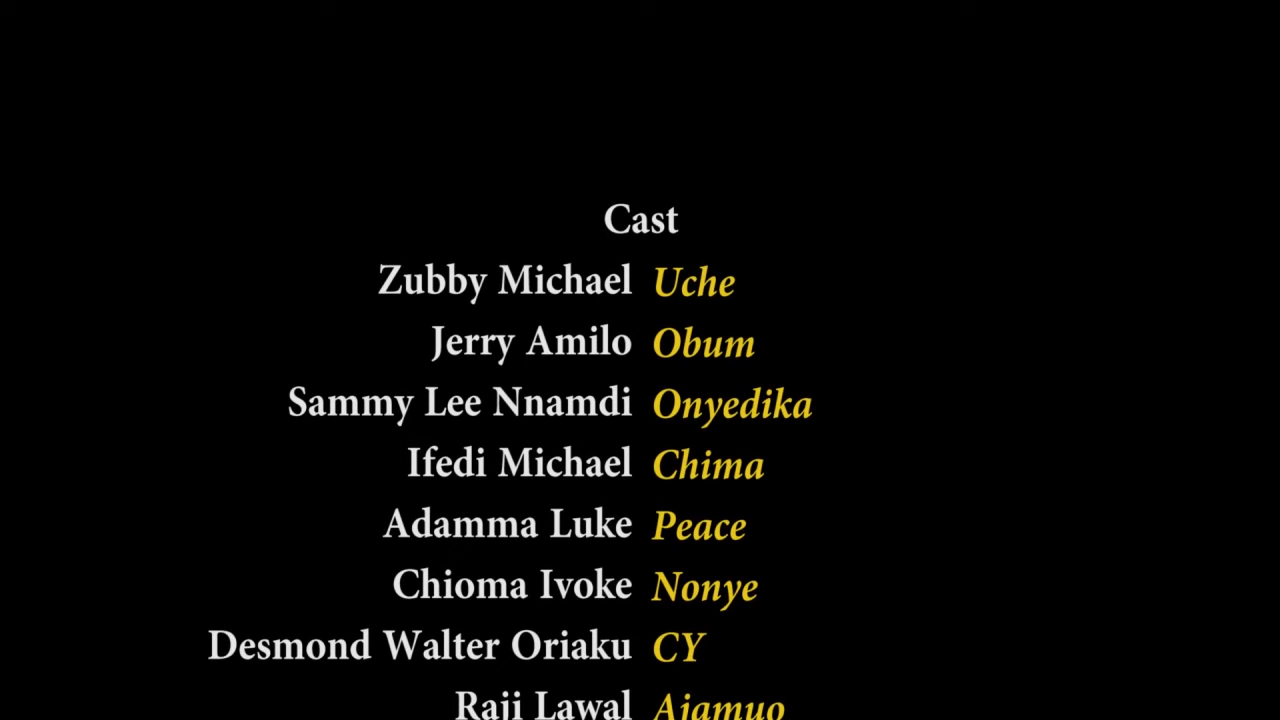 Cast
Zubby Michael Uche
Jerry Amilo Obum
Sammy Lee Nnamdi Onyedika
Ifedi Michael Chima
Adamma Luke Peace
Chioma Ivoke Nonye
Desmond Walter Oriaku CY
Raji Lawal Ajamuo